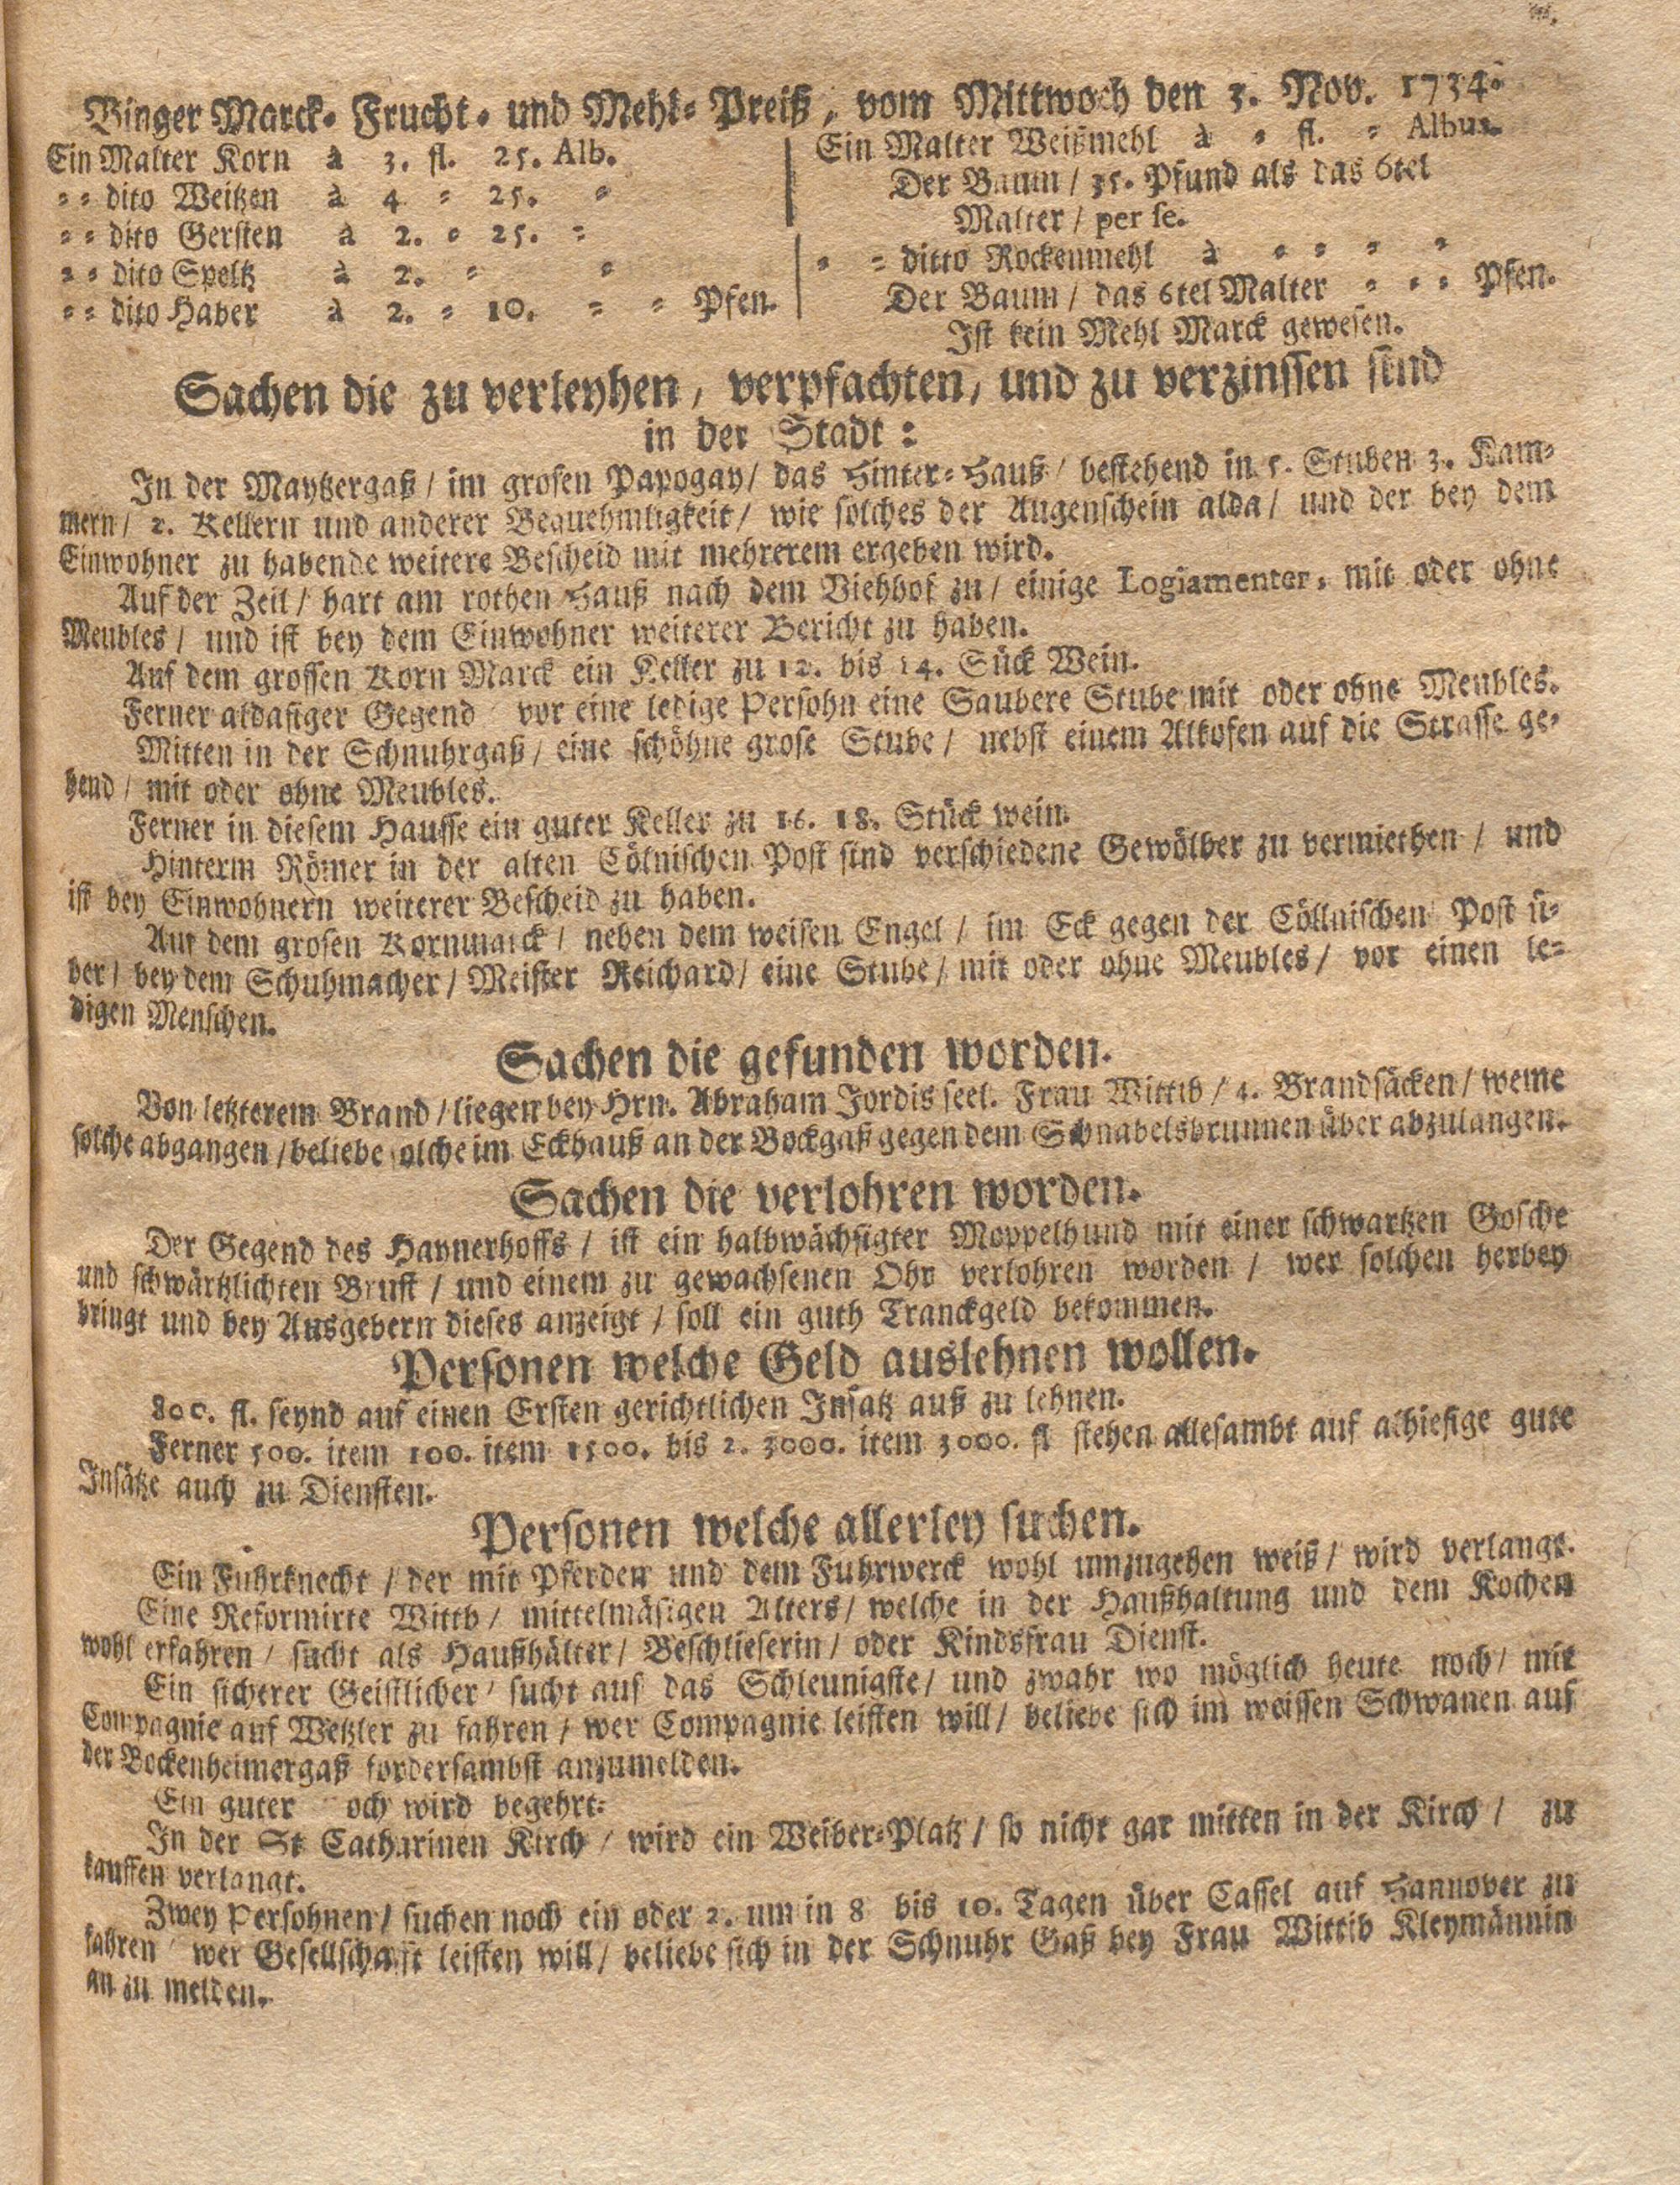 Binger Marck- Frucht- und Mehl-Preiß, vom Mittwoch den 3. Nov. 1734.
Ein Malter Korn à 3. fl. 25. Alb.
= = dito Weitzen à 4 = 25. =
= = dito Gersten à 2. = 25. =
= = dito Speltz à 2. = =
= = dito Haber à 2. = 10. = = Pfen.
Ein Malter Weißmehl à = fl. = Albus.
Der Baum / 35. Pfund als das 6tel
Malter / per se.
= = ditto Rockenmehl à = = = =
Der Baum / das 6tel Malter = = = Pfen.
Ist kein Mehl Marck gewesen.
Sachen die zu verleyhen, verpfachten, und zu verzinssen sind
in der Stadt:
In der Maytzergaß / im grosen Papogay / das Hinter-Hauß / bestehend in 5. Stuben 3. Kam-
mern / 2. Kellern und anderer Bequehmligkeit / wie solches der Augenschein alda / und der bey dem
Einwohner zu habende weitere Bescheid mit mehrerem ergeben wird.
Auf der Zeil / hart am rothen Hauß nach dem Viehhof zu / einige Logiamenter, mit oder ohne
Meubles / und ist bey dem Einwohner weiterer Bericht zu haben.
Auf dem grossen Korn Marck ein Keller zu 12. bis 14. Sück Wein.
Ferner aldasiger Gegend vor eine ledige Persohn eine Saubere Stube mit oder ohne Meubles.
Mitten in der Schnuhrgaß / eine schöhne grose Stube / nebst einem Alkofen auf die Strasse ge-
hend / mit oder ohne Meubles.
Ferner in diesem Hausse ein guter Keller zu 16. 18. Stück wein.
Hinterm Römer in der alten Cölnischen Post sind verschiedene Gewölber zu vermiethen / und
ist bey Einwohnern weiterer Bescheid zu haben.
Auf dem grosen Kornmarck / neben dem weisen Engel / im Eck gegen der Cöllnischen Post ü-
ber / bey dem Schuhmacher / Meister Reichard / eine Stube / mit oder ohne Meubles / vor einen le-
digen Menschen.
Sachen die gefunden worden.
Von letzterem Brand / liegen bey Hrn. Abraham Jordis seel. Frau Wittib / 4. Brandsäcken / weme
solche abgangen / beliebe solche im Eckhauß an der Bockgaß gegen dem Schnabelsbrunnen über abzulangen.
Sachen die verlohren worden.
Der Gegend des Haynerhoffs / ist ein halbwächsigter Moppelhund mit einer schwartzen Gosche
und schwärtzlichten Brust / und einem zu gewachsenen Ohr verlohren worden / wer solchen herbey
bringt und bey Ausgebern dieses anzeigt / soll ein guth Tranckgeld bekommen.
Personen welche Geld auslehnen wollen.
800. fl. seynd auf einen Ersten gerichtlichen Insatz auß zu lehnen.
Ferner 500. item 100. item 1500. bis 2. 3000. item 3000. fl stehen allesambt auf alhiesige gute
Insätze auch zu Diensten.
Personen welche allerley suchen.
Ein Fuhrknecht / der mit Pferden und dem Fuhrwerck wohl umzugehen weiß / wird verlangt.
Eine Reformirte Wittb / mittelmäsigen Alters / welche in der Haußhaltung und dem Kochen
wohl erfahren / sucht als Haußhälter / Beschlieserin / oder Kindsfrau Dienst.
Ein sicherer Geistlicher / sucht auf das Schleunigste / und zwahr wo möglich heute noch / mit
Compagnie auf Wetzler zu fahren / wer Compagnie leisten will / beliebe sich im weissen Schwanen auf
der Bockenheimergaß fordersambst anzumelden.
Ein guter och wird begehrt.
In der St Catharinen Kirch / wird ein Weiber-Platz / so nicht gar mitten in der Kirch / zu
kauffen verlangt.
Zwey Persohnen / suchen noch ein oder 2. um in 8 bis 10. Tagen über Cassel auf Hannover zu
fahren / wer Gesellschafft leisten will / beliebe sich in der Schnuhr Gaß bey Frau Wittib Kleymännin
an zu melden.